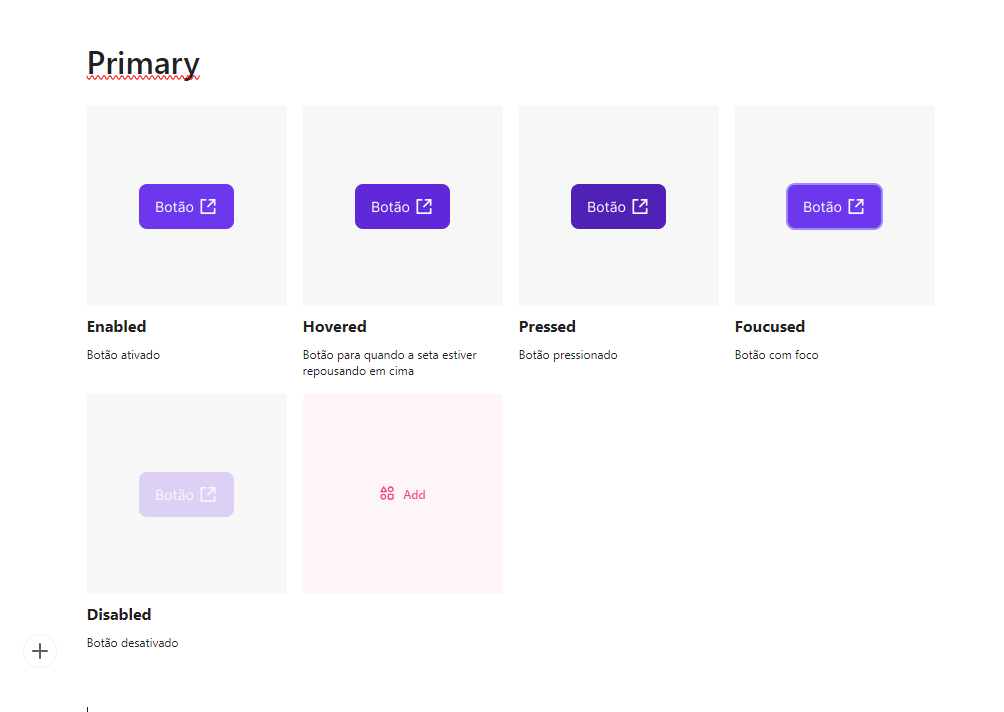 Primary
Botão
Botão
Botão
Botão
Enabled
Hovered
Pressed
Foucused
Botão ativado
Botão para quando a seta estiver
repousando em cima
Botão pressionado
Botão com foco
Botão
Add
Disabled
Botão desativado